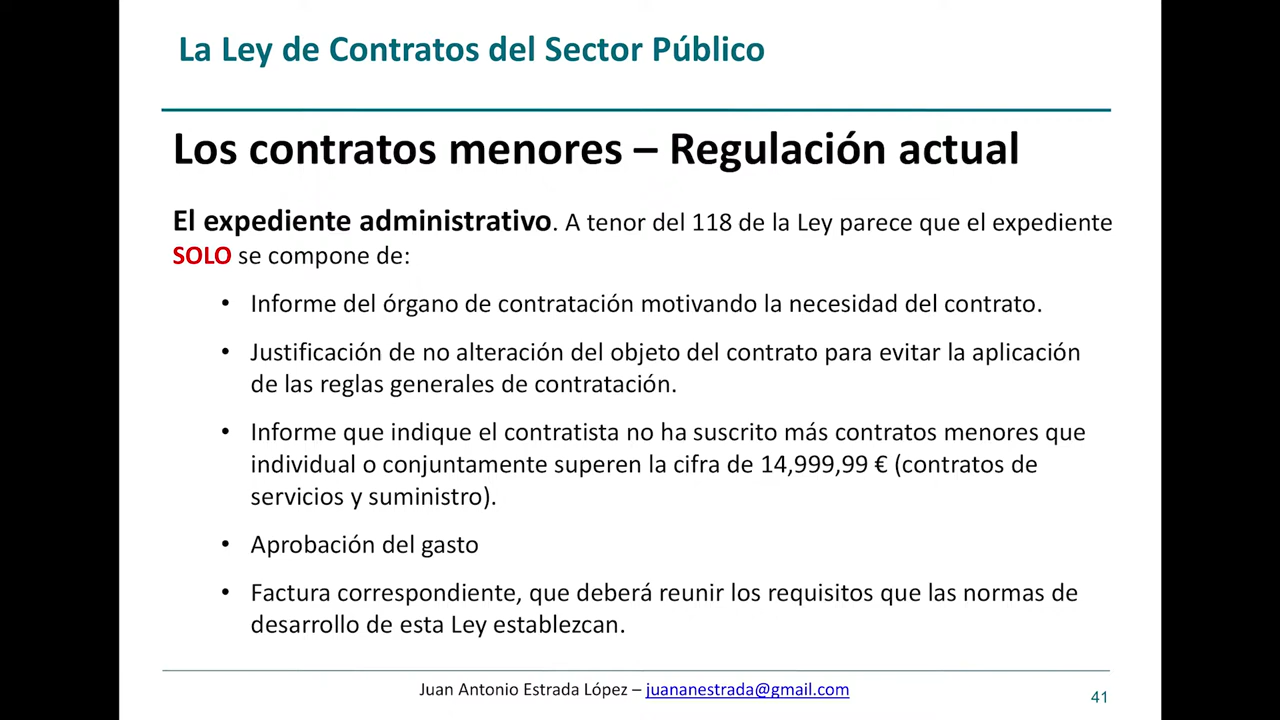 La Ley de Contratos del Sector Público
Los contratos menores – Regulación actual
El expediente administrativo. A tenor del 118 de la Ley parece que el expediente
SOLO se compone de:
• Informe del órgano de contratación motivando la necesidad del contrato.
• Justificación de no alteración del objeto del contrato para evitar la aplicación
de las reglas generales de contratación.
• Informe que indique el contratista no ha suscrito más contratos menores que
individual o conjuntamente superen la cifra de 14,999,99 € (contratos de
servicios y suministro).
• Aprobación del gasto
• Factura correspondiente, que deberá reunir los requisitos que las normas de
desarrollo de esta Ley establezcan.
Juan Antonio Estrada López – juananestrada@gmail.com
41